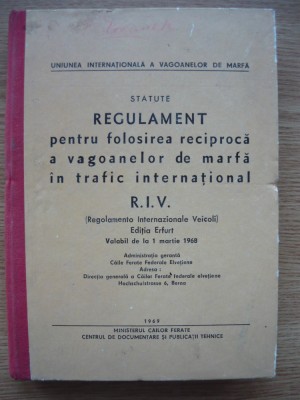 UNIUNEA INTERNAȚIONALĂ A VAGOANELOR DE MARFĂ
STATUTE
REGULAMENT
pentru folosirea reciprocă
a vagoanelor de marfă
în trafic internațional
R.I.V.
(Regolamento Internazionale Veicoli)
Ediția Erfurt
Valabil de la 1 martie 1968
Administrația gerantă
Căile Ferate Federale Elvețiene
Adresa :
Direcția generală a Căilor Ferate federale elvețiene
Hochschulstrasse 6, Berna
1968
MINISTERUL CĂILOR FERATE
CENTRUL DE DOCUMENTARE ȘI PUBLICAȚII TEHNICE